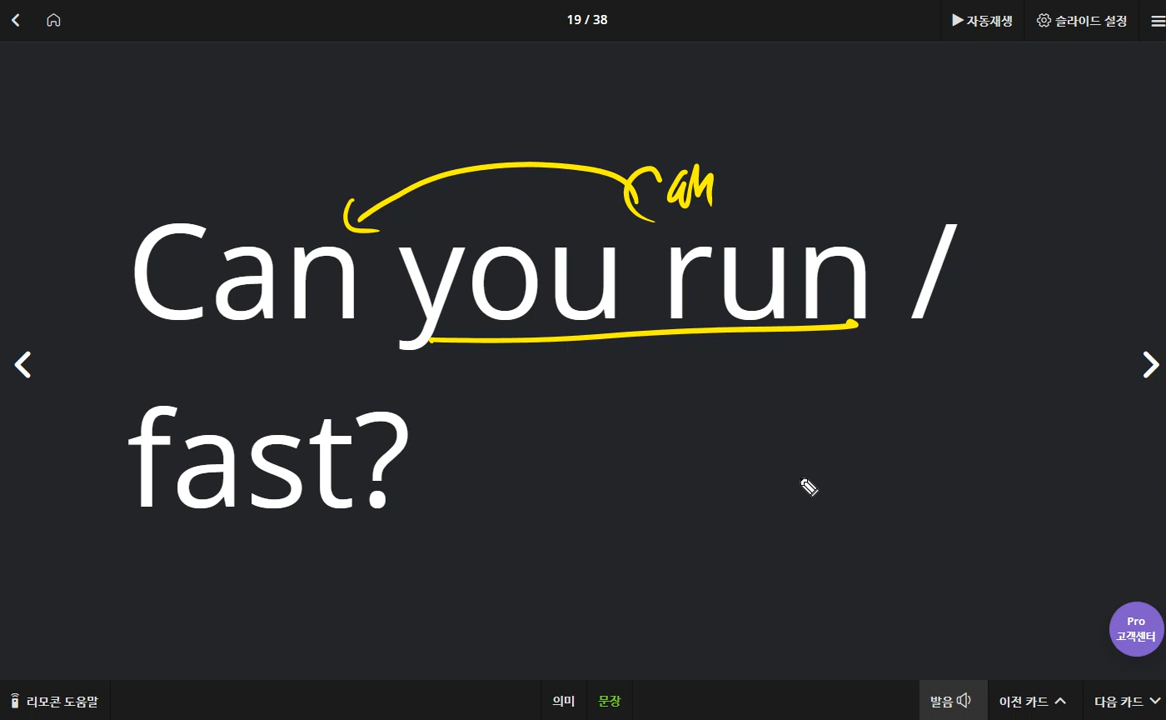 19 / 38
자동재생
슬라이드 설정
can
Can you run /
fast?
Pro
고객센터
리모콘 도움말
의미
문장
발음
이전 카드
다음 카드